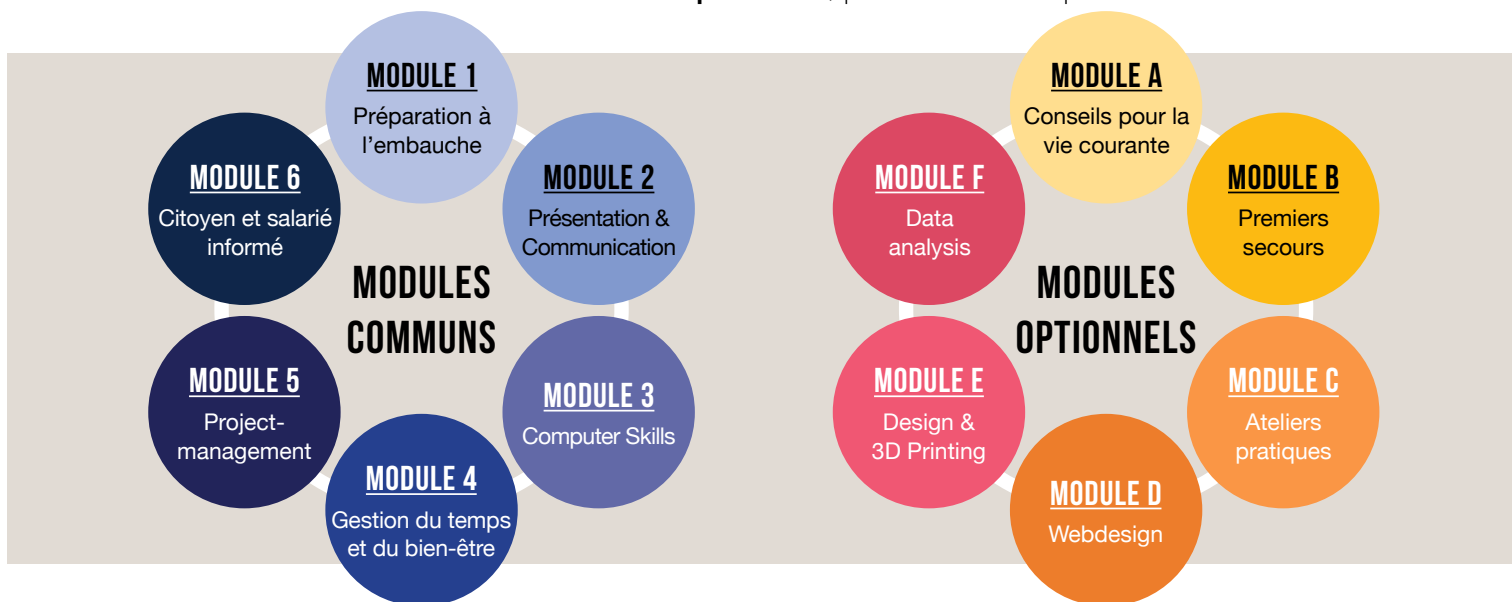 MODULE 1
Préparation à
l’embauche
MODULE 2
Présentation &
Communication
MODULE 3
Computer Skills
MODULE 4
Gestion du temps
et du bien-être
MODULE 5
Project-
management
MODULE 6
Citoyen et salarié
informé
MODULES
COMMUNS
MODULE A
Conseils pour la
vie courante
MODULE B
Premiers
secours
MODULE C
Ateliers
pratiques
MODULE D
Webdesign
MODULE E
Design &
3D Printing
MODULE F
Data
analysis
MODULES
OPTIONNELS